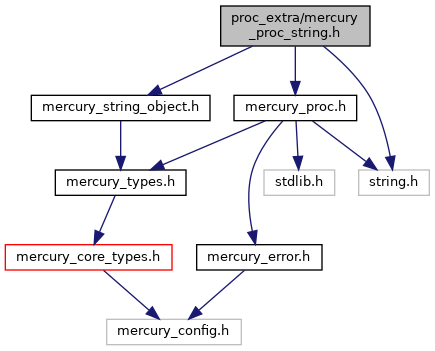 proc_extra/mercury
_proc_string.h
mercury_string_object.h
mercury_proc.h
mercury_types.h
stdlib.h
string.h
mercury_core_types.h
mercury_error.h
mercury_config.h